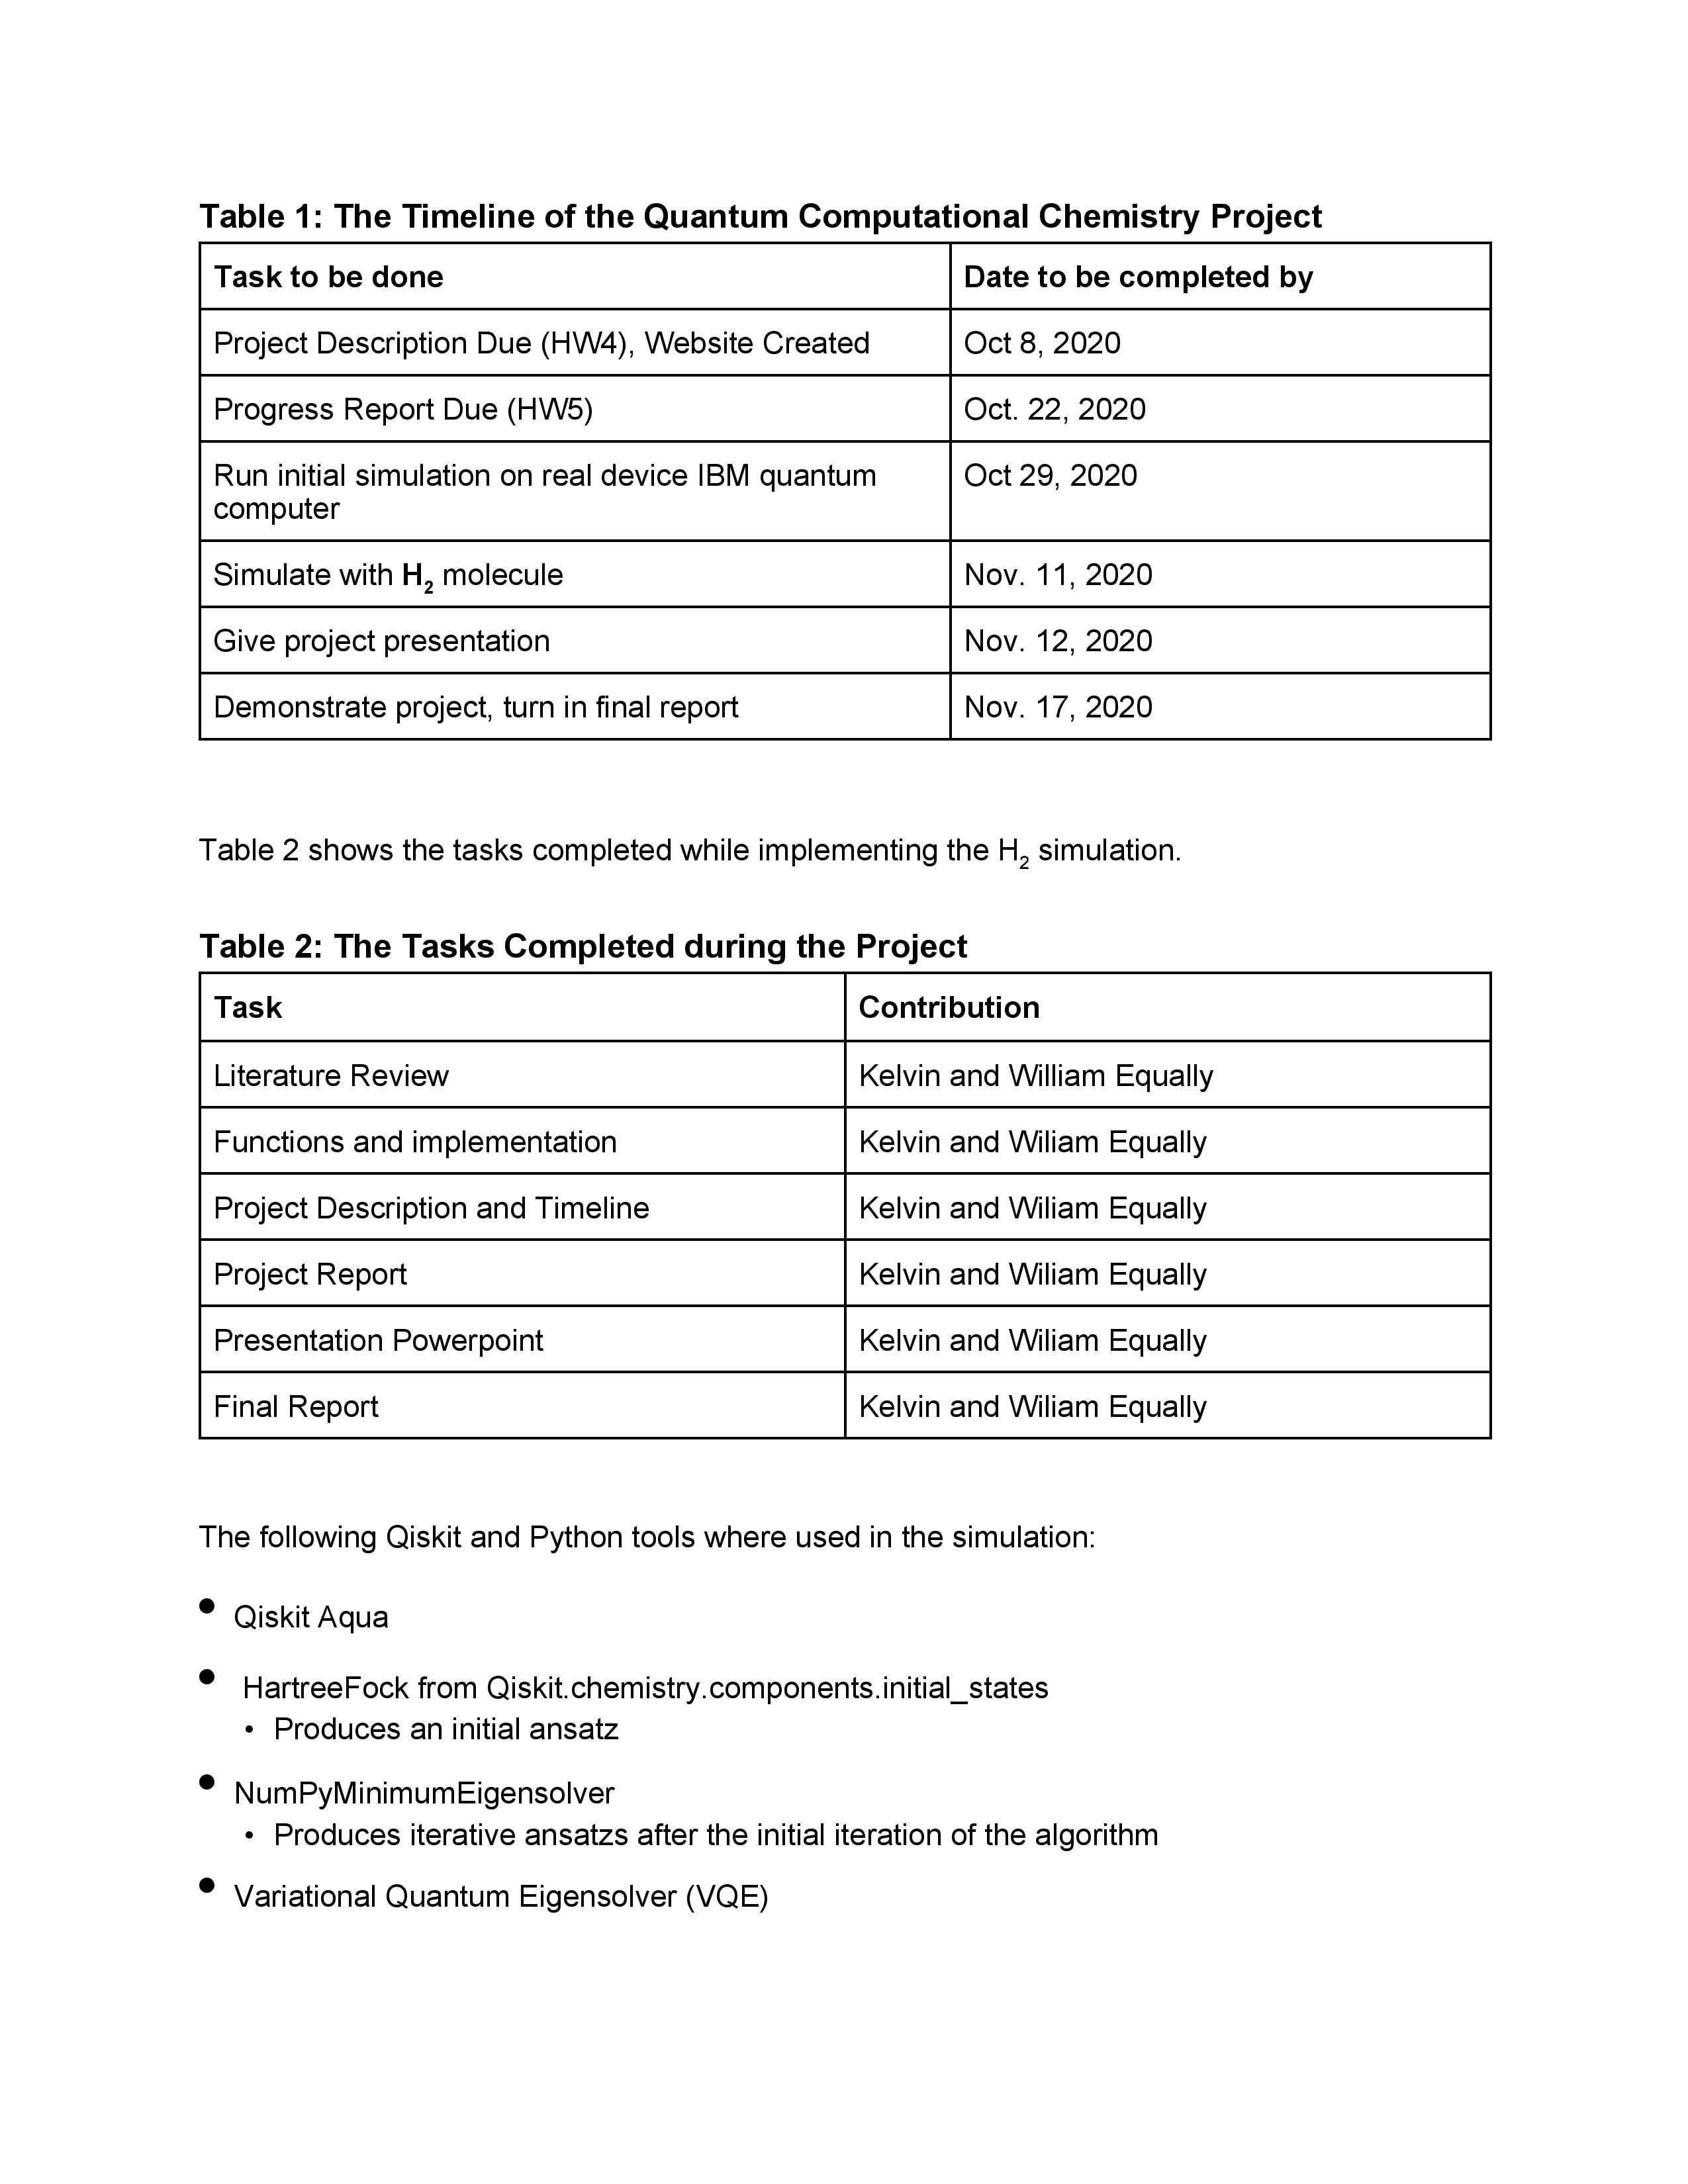 Table 1: The Timeline of the Quantum Computational Chemistry Project
Task to be done Date to be completed by
Project Description Due (HW4), Website Created Oct 8, 2020
Progress Report Due (HW5) Oct. 22, 2020
Run initial simulation on real device IBM quantum Oct 29, 2020
computer
Simulate with H2 molecule Nov. 11, 2020
Give project presentation Nov. 12, 2020
Demonstrate project, turn in final report Nov. 17, 2020
Table 2 shows the tasks completed while implementing the H2 simulation.
Table 2: The Tasks Completed during the Project
Task Contribution
Literature Review Kelvin and William Equally
Functions and implementation Kelvin and Wiliam Equally
Project Description and Timeline Kelvin and Wiliam Equally
Project Report Kelvin and Wiliam Equally
Presentation Powerpoint Kelvin and Wiliam Equally
Final Report Kelvin and Wiliam Equally
The following Qiskit and Python tools where used in the simulation:
● Qiskit Aqua
● HartreeFock from Qiskit.chemistry.components.initial_states
• Produces an initial ansatz
● NumPyMinimumEigensolver
• Produces iterative ansatzs after the initial iteration of the algorithm
● Variational Quantum Eigensolver (VQE)